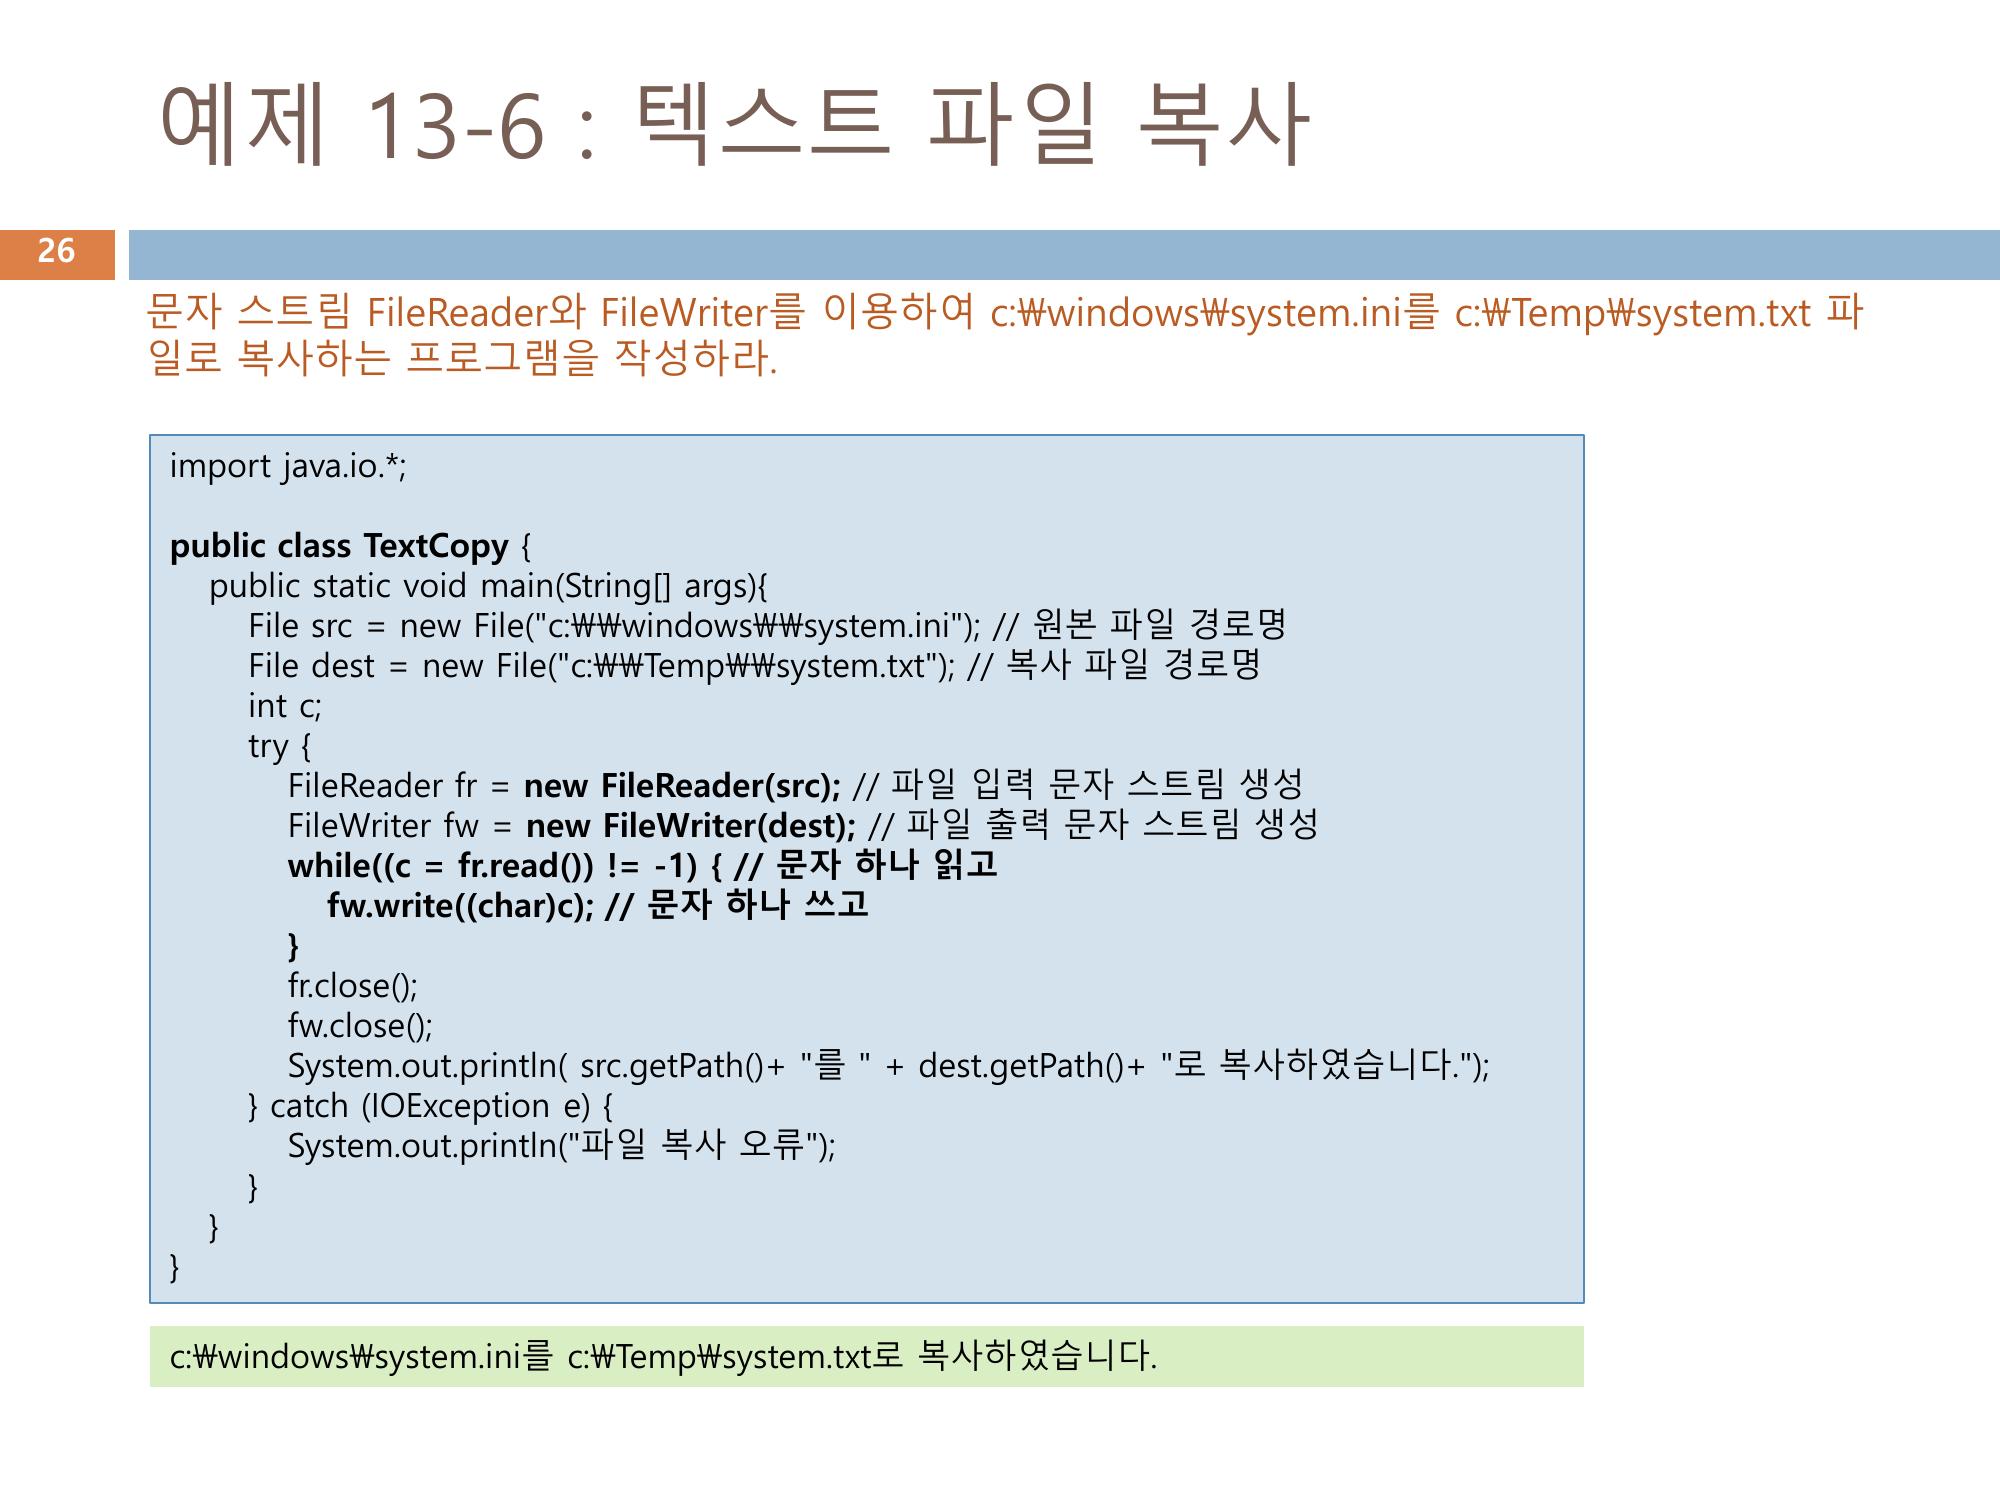 예제 13-6 : 텍스트 파일 복사
26
문자 스트림 FileReader와 FileWriter를 이용하여 c:₩windows₩system.ini를 c:₩Temp₩system.txt 파
일로 복사하는 프로그램을 작성하라.
import java.io.*;
public class TextCopy {
public static void main(String[] args){
File src = new File("c:₩₩windows₩₩system.ini"); // 원본 파일 경로명
File dest = new File("c:₩₩Temp₩₩system.txt"); // 복사 파일 경로명
int c;
try {
FileReader fr = new FileReader(src); // 파일 입력 문자 스트림 생성
FileWriter fw = new FileWriter(dest); // 파일 출력 문자 스트림 생성
while((c = fr.read()) != -1) { // 문자 하나 읽고
fw.write((char)c); // 문자 하나 쓰고
}
fr.close();
fw.close();
System.out.println( src.getPath()+ "를 " + dest.getPath()+ "로 복사하였습니다.");
} catch (IOException e) {
System.out.println("파일 복사 오류");
}
}
}
c:₩windows₩system.ini를 c:₩Temp₩system.txt로 복사하였습니다.